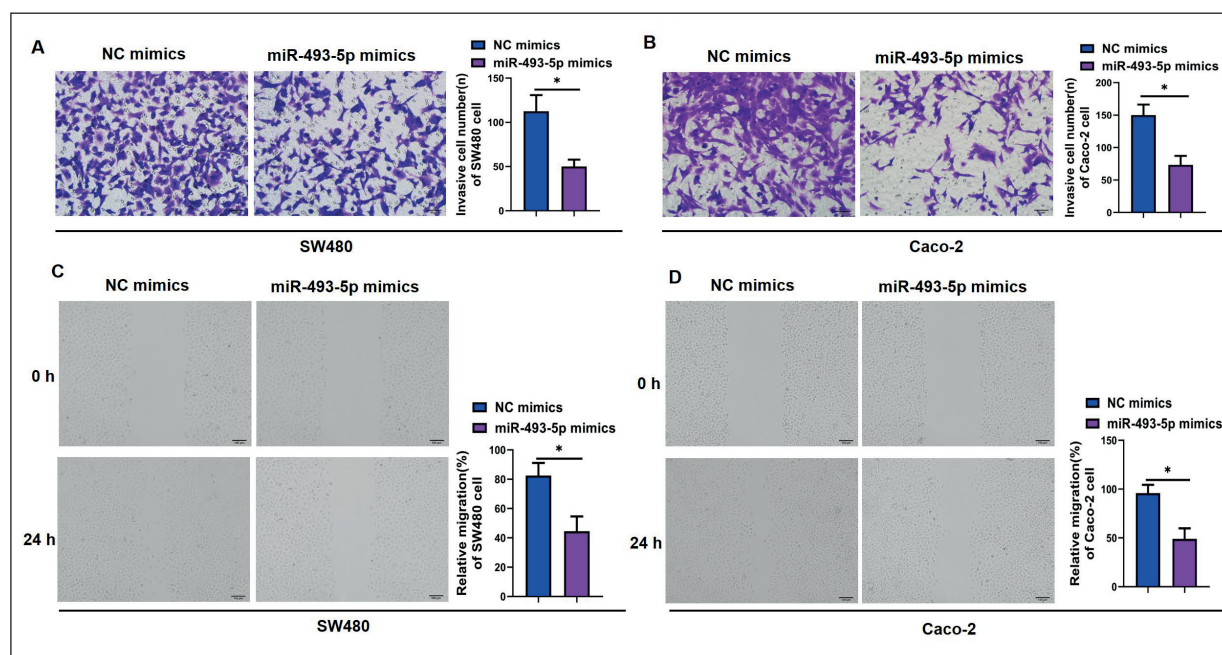 A
NC mimics
miR-493-5p mimics
NC mimics
miR-493-5p mimics
Invasive cell number(n)
of SW480 cell
150
100
50
0
*
SW480
B
NC mimics
miR-493-5p mimics
NC mimics
miR-493-5p mimics
Invasive cell number(n)
of Caco-2 cell
200
150
100
50
0
*
Caco-2
C
NC mimics
miR-493-5p mimics
0 h
24 h
NC mimics
miR-493-5p mimics
Relative migration(%)
of SW480 cell
100
80
60
40
20
0
*
SW480
D
NC mimics
miR-493-5p mimics
0 h
24 h
NC mimics
miR-493-5p mimics
Relative migration(%)
of Caco-2 cell
150
100
50
0
*
Caco-2